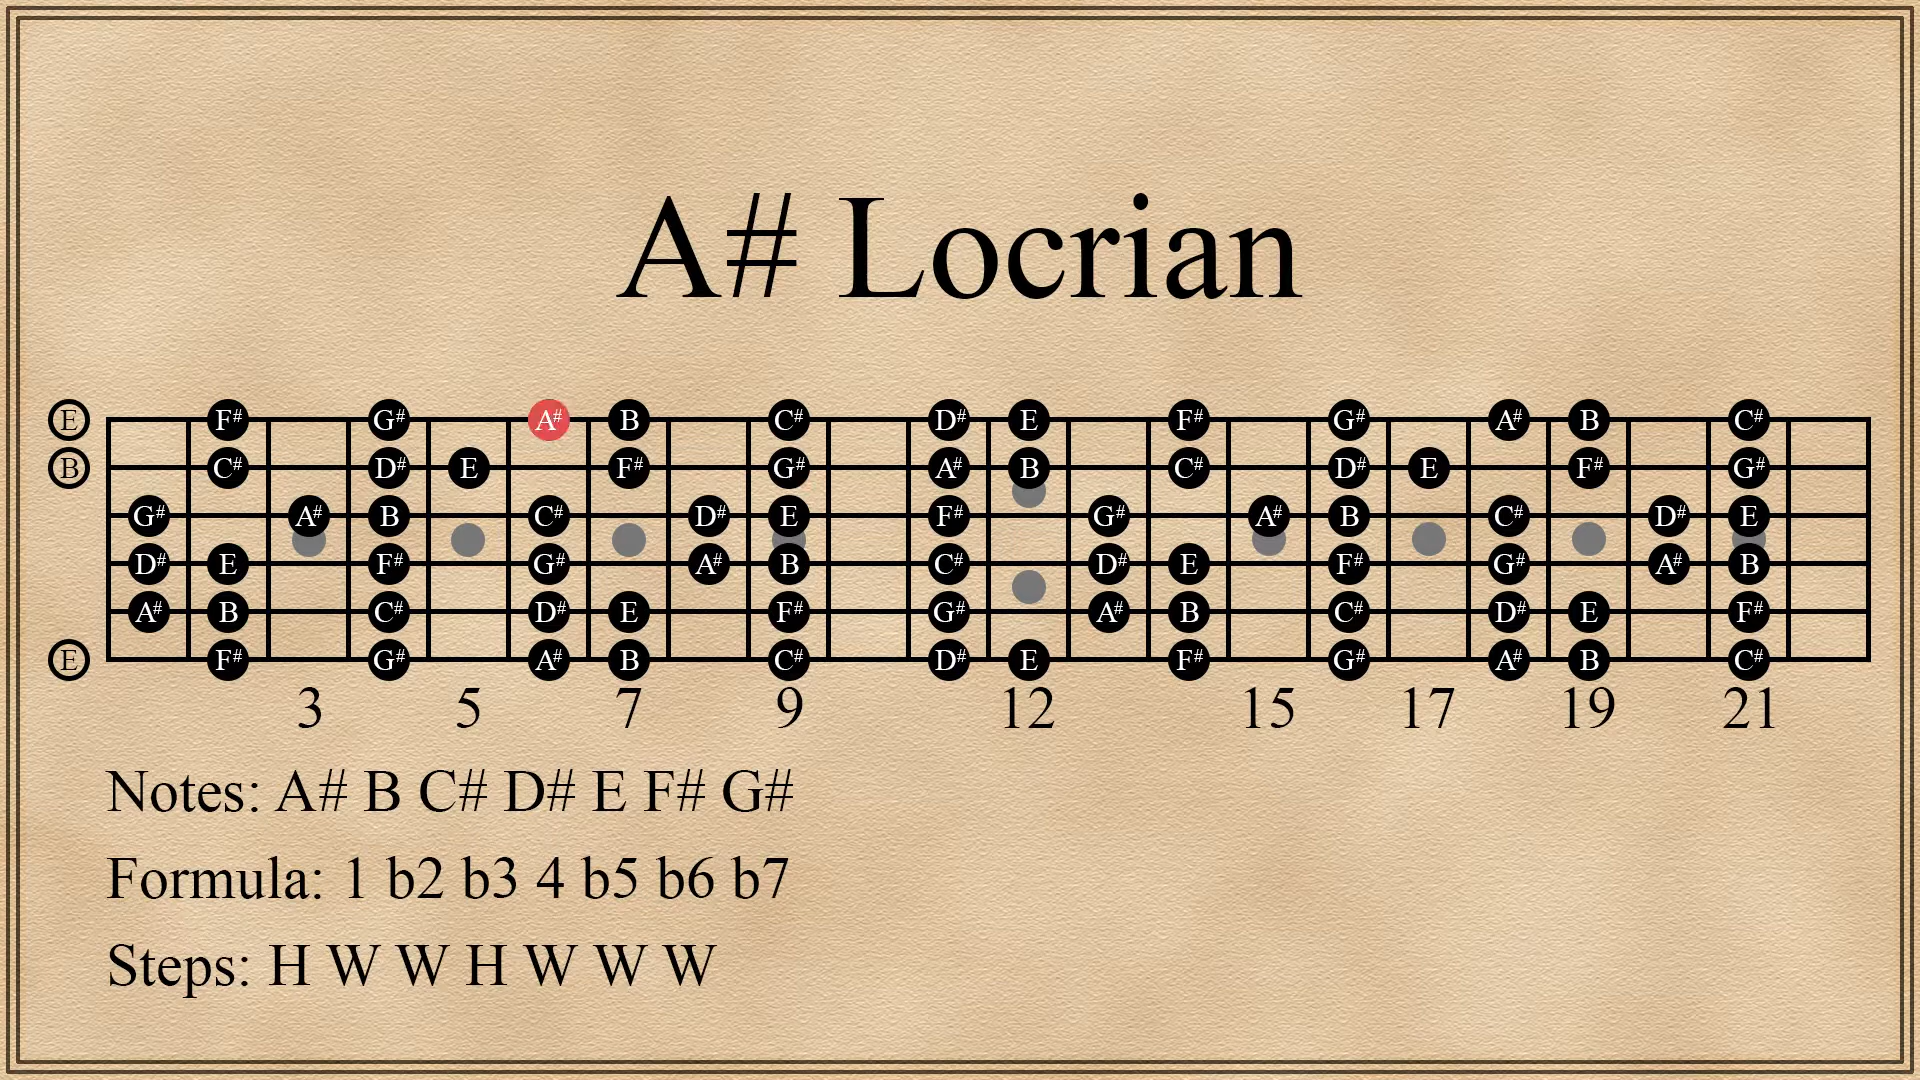 A# Locrian
E F# G# A# B C# D# E F# G# A# B C#
B C# D# E F# G# A# B C# D# E F# G#
G# A# B C# D# E F# G# A# B C# D# E
D# E F# G# A# B C# D# E F# G# A# B
A# B C# D# E F# G# A# B C# D# E F#
E F# G# A# B C# D# E F# G# A# B C#
3 5 7 9 12 15 17 19 21
Notes: A# B C# D# E F# G#
Formula: 1 b2 b3 4 b5 b6 b7
Steps: H W W H W W W